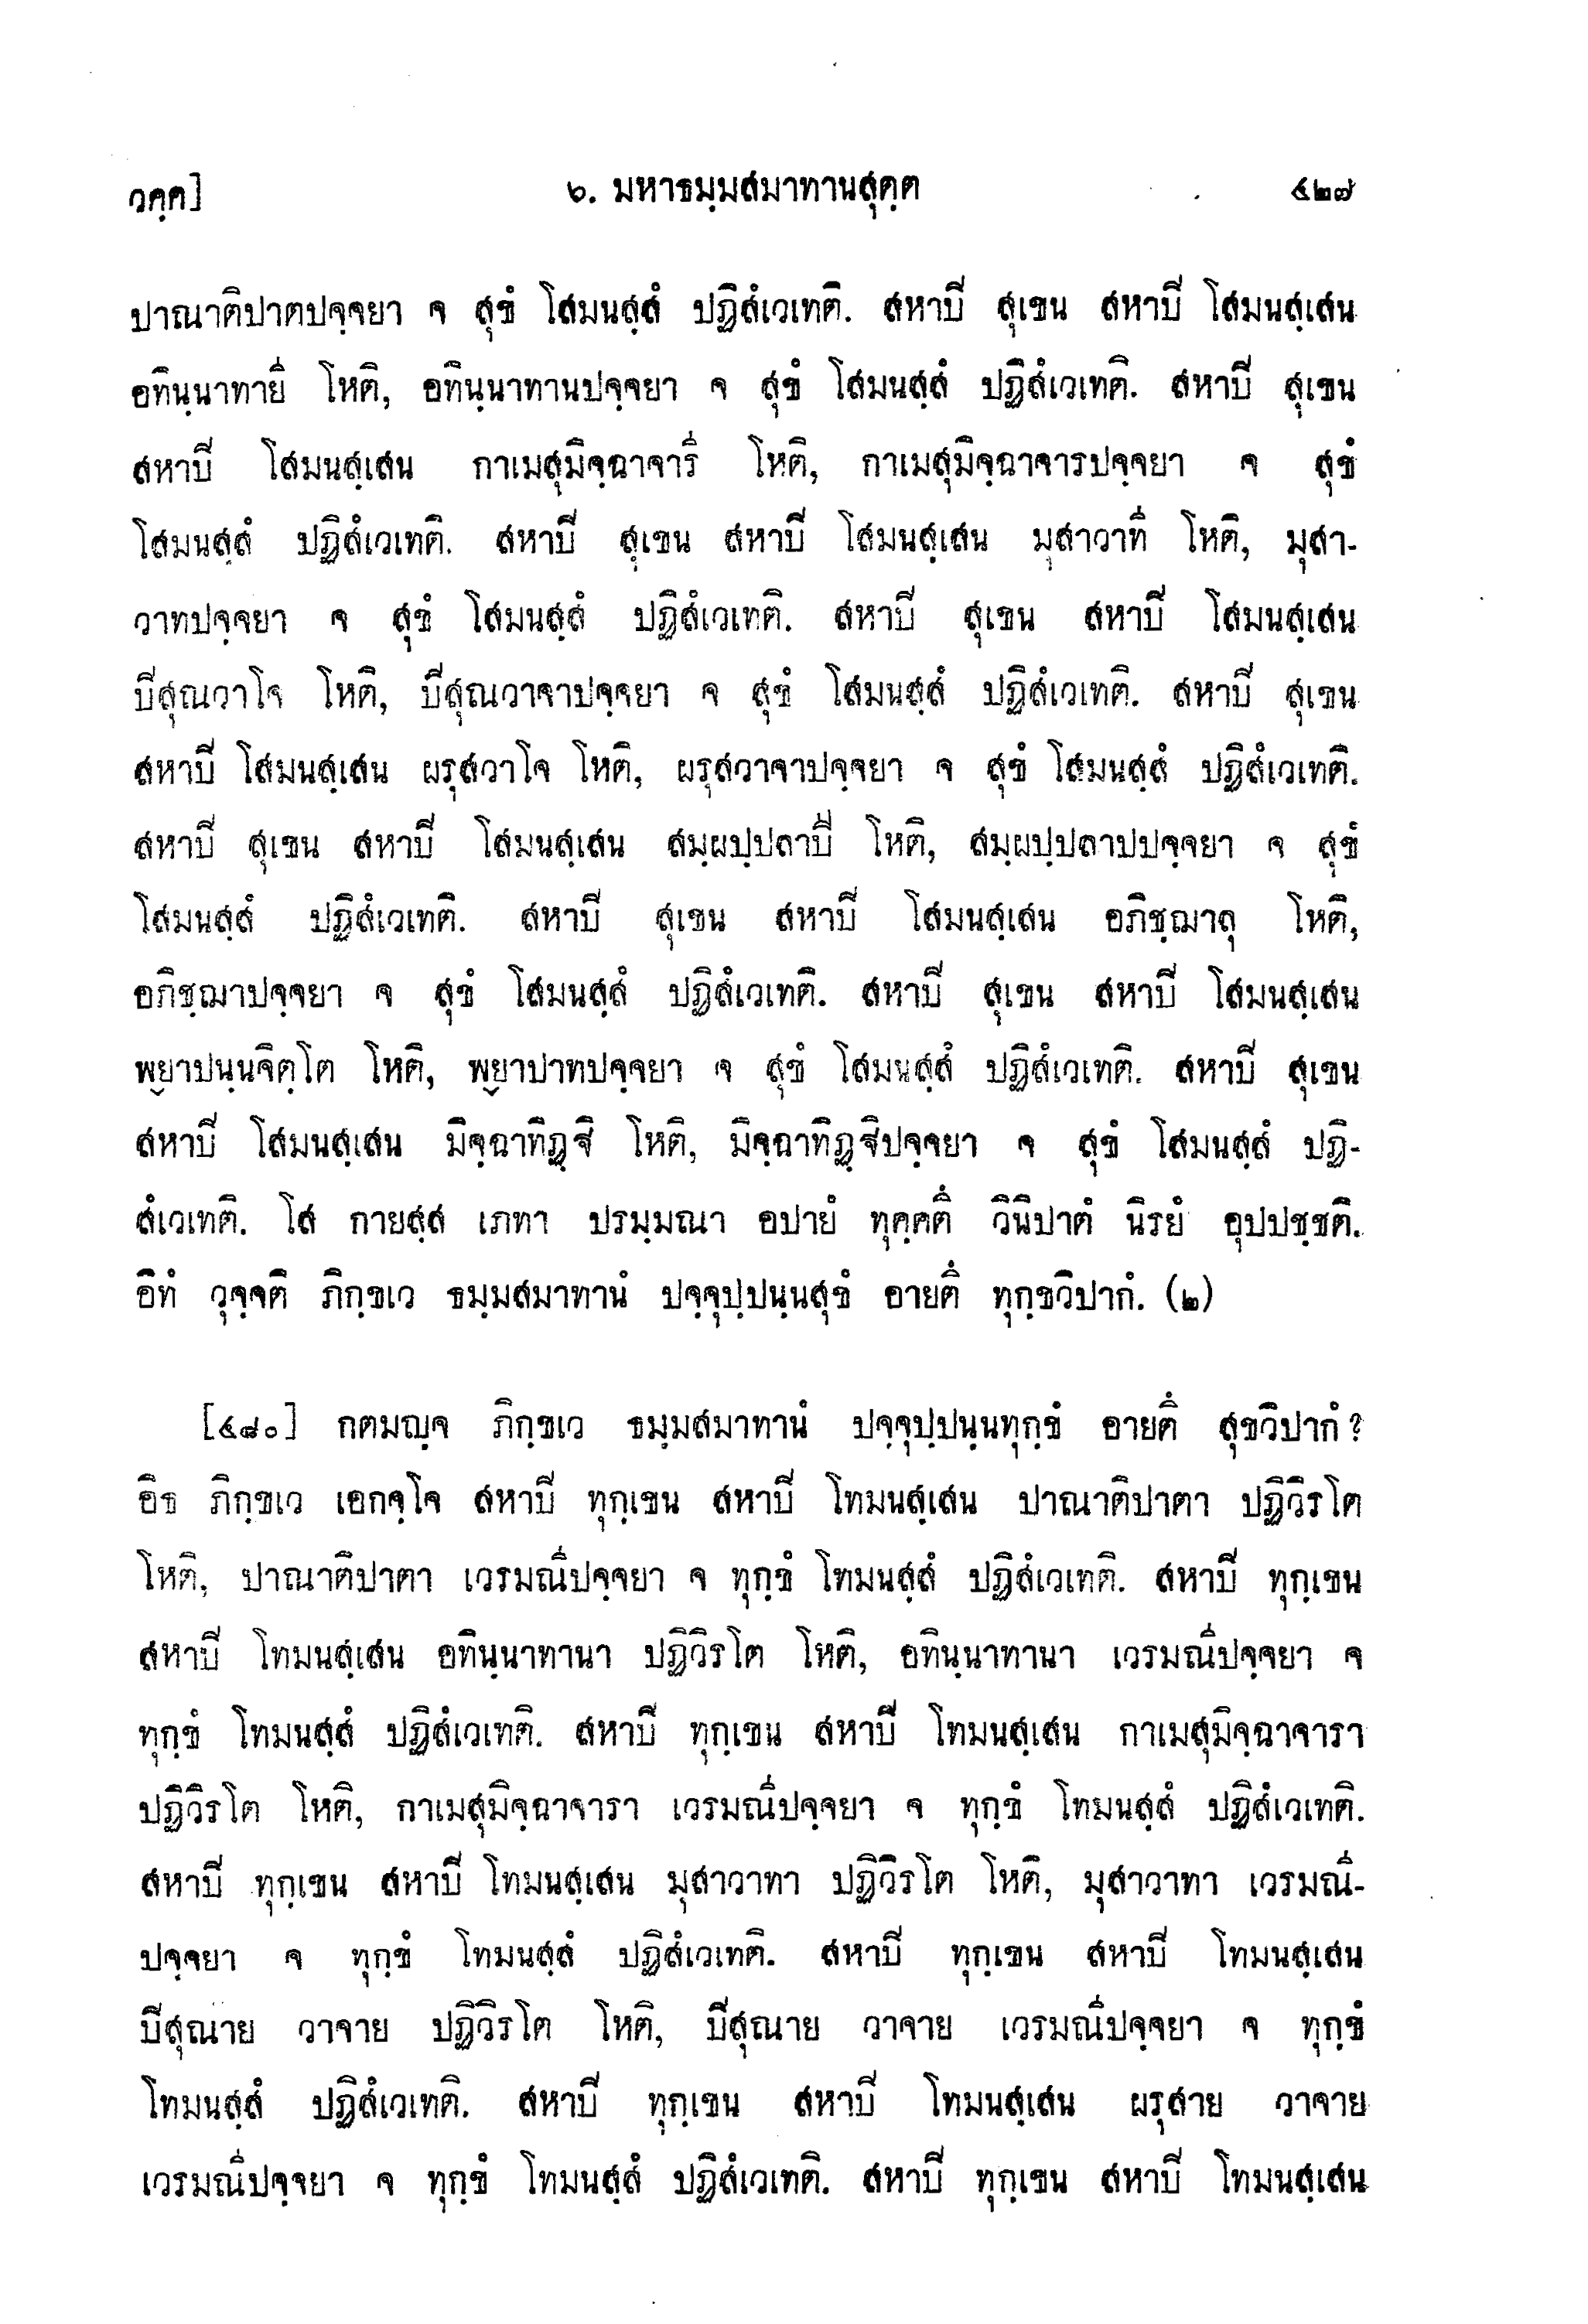 วคฺค] ๖. มหาธมฺมสมาทานสุตฺต ๔๒๗
ปาณาติปาตปจฺจยา จ สุขํ โสมนสฺสํ ปฏิสํเวเทติ. สหาปิ สุเขน สหาปิ โสมนสฺเสน
อทินฺนาทายี โหติ, อทินฺนาทานปจฺจยา จ สุขํ โสมนสฺสํ ปฏิสํเวเทติ. สหาปิ สุเขน
สหาปิ โสมนสฺเสน กาเมสุมิจฺฉาจารี โหติ, กาเมสุมิจฺฉาจารปจฺจยา จ สุขํ
โสมนสฺสํ ปฏิสํเวเทติ. สหาปิ สุเขน สหาปิ โสมนสฺเสน มุสาวาที โหติ, มุสา-
วาทปจฺจยา จ สุขํ โสมนสฺสํ ปฏิสํเวเทติ. สหาปิ สุเขน สหาปิ โสมนสฺเสน
ปิสุณวาโจ โหติ, ปิสุณวาจาปจฺจยา จ สุขํ โสมนสฺสํ ปฏิสํเวเทติ. สหาปิ สุเขน
สหาปิ โสมนสฺเสน ผรุสวาโจ โหติ, ผรุสวาจาปจฺจยา จ สุขํ โสมนสฺสํ ปฏิสํเวเทติ.
สหาปิ สุเขน สหาปิ โสมนสฺเสน สมฺผปฺปลาปี โหติ, สมฺผปฺปลาปปจฺจยา จ สุขํ
โสมนสฺสํ ปฏิสํเวเทติ. สหาปิ สุเขน สหาปิ โสมนสฺเสน อภิชฺฌาลุ โหติ,
อภิชฺฌาปจฺจยา จ สุขํ โสมนสฺสํ ปฏิสํเวเทติ. สหาปิ สุเขน สหาปิ โสมนสฺเสน
พฺยาปนฺนจิตฺโต โหติ, พฺยาปาทปจฺจยา จ สุขํ โสมนสฺสํ ปฏิสํเวเทติ. สหาปิ สุเขน
สหาปิ โสมนสฺเสน มิจฺฉาทิฏฺฐิ โหติ, มิจฺฉาทิฏฺฐิปจฺจยา จ สุขํ โสมนสฺสํ ปฏิ-
สํเวเทติ. โส กายสฺส เภทา ปรมฺมณา อปายํ ทุคฺคตึ วินิปาตํ นิรยํ อุปปชฺชติ.
อิทํ วุจฺจติ ภิกฺขเว ธมฺมสมาทานํ ปจฺจุปฺปนฺนสุขํ อายตึ ทุกฺขวิปากํ. (๒)
[๔๘๐] กตมญฺจ ภิกฺขเว ธมฺมสมาทานํ ปจฺจุปฺปนฺนทุกฺขํ อายตึ สุขวิปากํ ?
อิธ ภิกฺขเว เอกจฺโจ สหาปิ ทุกฺเขน สหาปิ โทมนสฺเสน ปาณาติปาตา ปฏิวิรโต
โหติ, ปาณาติปาตา เวรมณีปจฺจยา จ ทุกฺขํ โทมนสฺสํ ปฏิสํเวเทติ. สหาปิ ทุกฺเขน
สหาปิ โทมนสฺเสน อทินฺนาทานา ปฏิวิรโต โหติ, อทินฺนาทานา เวรมณีปจฺจยา จ
ทุกฺขํ โทมนสฺสํ ปฏิสํเวเทติ. สหาปิ ทุกฺเขน สหาปิ โทมนสฺเสน กาเมสุมิจฺฉาจารา
ปฏิวิรโต โหติ, กาเมสุมิจฺฉาจารา เวรมณีปจฺจยา จ ทุกฺขํ โทมนสฺสํ ปฏิสํเวเทติ.
สหาปิ ทุกฺเขน สหาปิ โทมนสฺเสน มุสาวาทา ปฏิวิรโต โหติ, มุสาวาทา เวรมณี-
ปจฺจยา จ ทุกฺขํ โทมนสฺสํ ปฏิสํเวเทติ. สหาปิ ทุกฺเขน สหาปิ โทมนสฺเสน
ปิสุณาย วาจาย ปฏิวิรโต โหติ, ปิสุณาย วาจาย เวรมณีปจฺจยา จ ทุกฺขํ
โทมนสฺสํ ปฏิสํเวเทติ. สหาปิ ทุกฺเขน สหาปิ โทมนสฺเสน ผรุสาย วาจาย
เวรมณีปจฺจยา จ ทุกฺขํ โทมนสฺสํ ปฏิสํเวเทติ. สหาปิ ทุกฺเขน สหาปิ โทมนสฺเสน